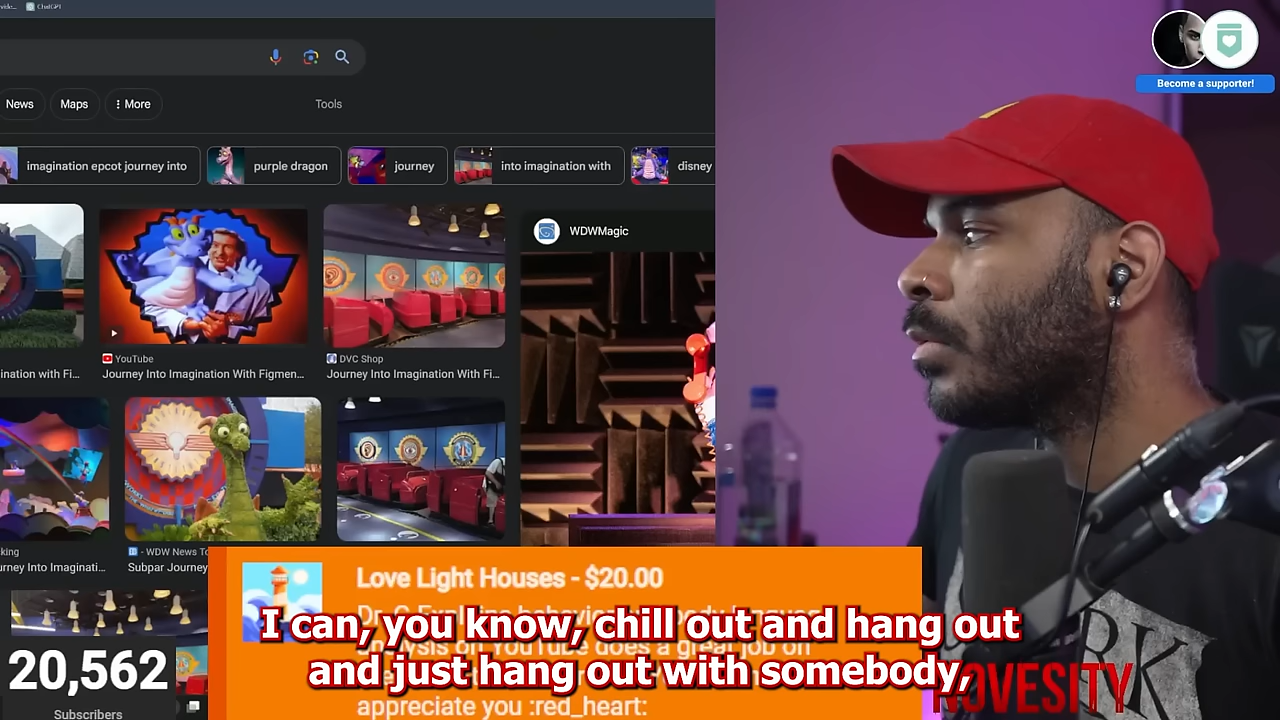 ChatGPT
News
Maps
More
Tools
imagination epcot journey into
purple dragon
journey
into imagination with
disney
WDWMagic
Become a supporter!
YouTube
DVC Shop
ination with Fi...
Journey Into Imagination With Figmen...
Journey Into Imagination With Fi...
king
- WDW News To
rney Into Imaginati...
Subpar Journey
Love Light Houses - $20.00
I can, you know, chill out and hang out
and just hang out with somebody,
appreciate you :red_heart:
20,562
Subscribers
NOVESITY